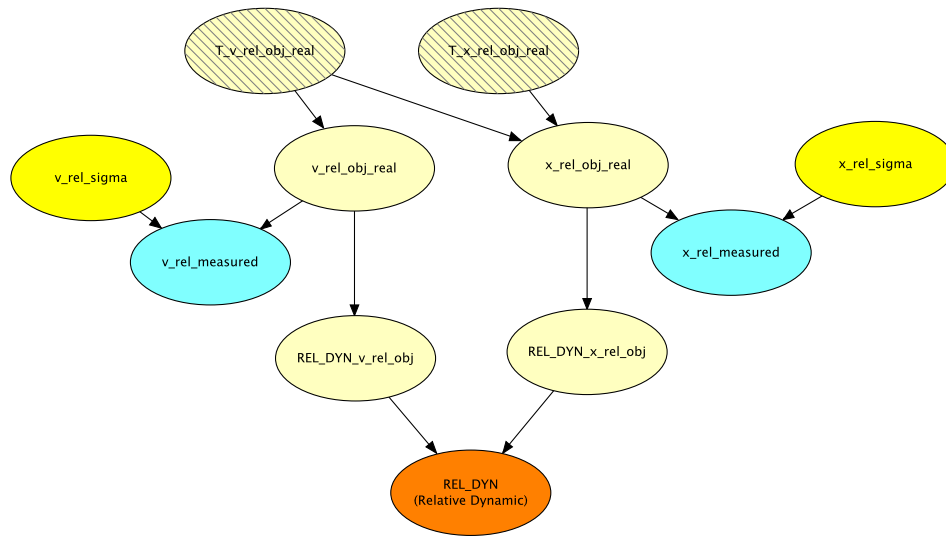 T_v_rel_obj_real
T_x_rel_obj_real
v_rel_sigma
v_rel_obj_real
x_rel_obj_real
x_rel_sigma
v_rel_measured
x_rel_measured
REL_DYN_v_rel_obj
REL_DYN_x_rel_obj
REL_DYN
(Relative Dynamic)